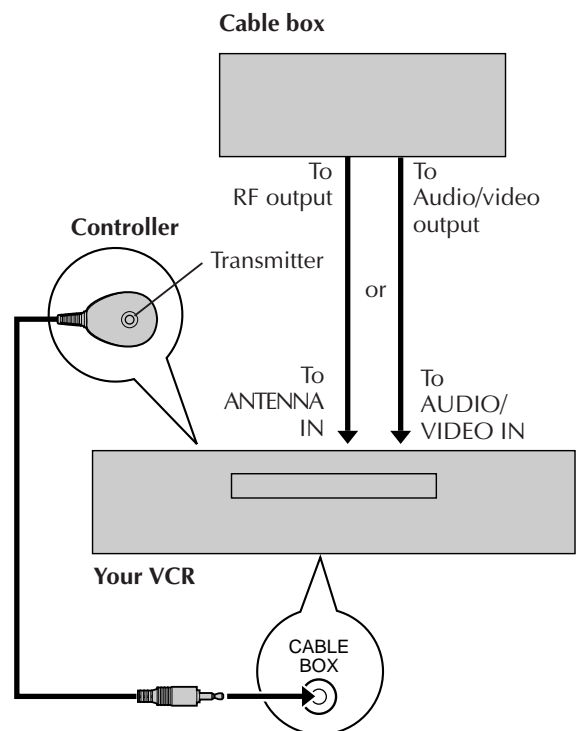 Cable box
To
RF output
To
Audio/video
output
Controller
Transmitter
or
To
ANTENNA
IN
To
AUDIO/
VIDEO IN
Your VCR
CABLE
BOX